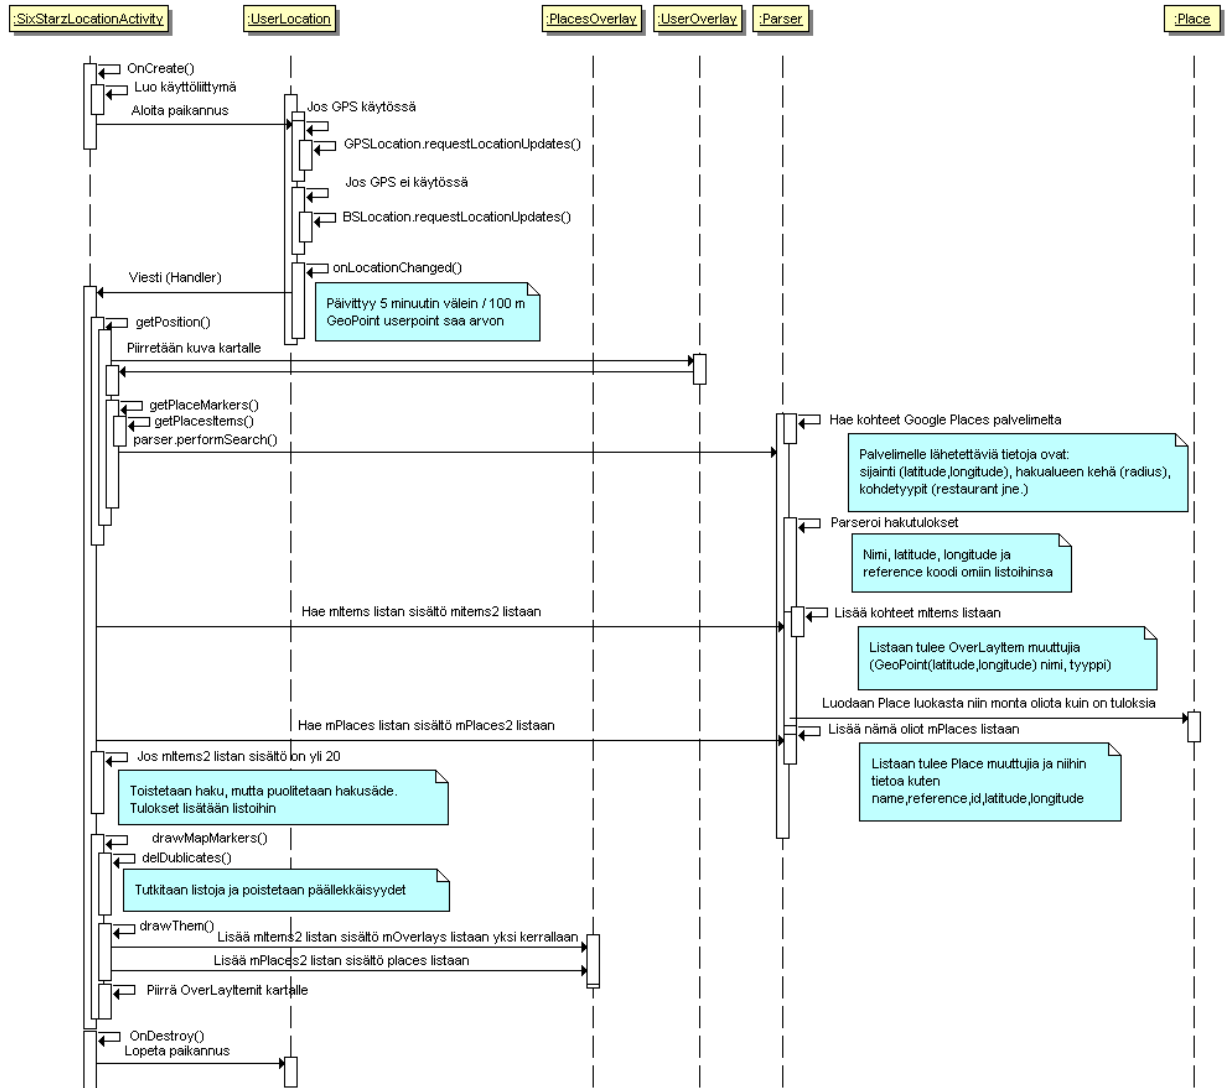 :SixStarzLocationActivity
:UserLocation
:PlacesOverlay
:UserOverlay
:Parser
:Place
OnCreate()
Luo käyttöliittymä
Aloita paikannus
Jos GPS käytössä
GPSLocation.requestLocationUpdates()
Jos GPS ei käytössä
BSLocation.requestLocationUpdates()
onLocationChanged()
Viesti (Handler)
Päivittyy 5 minuutin välein / 100 m
GeoPoint userpoint saa arvon
getPosition()
Piirretään kuva kartalle
getPlaceMarkers()
getPlacesItems()
parser.performSearch()
Hae kohteet Google Places palvelimelta
Palvelimelle lähetettäviä tietoja ovat:
sijainti (latitude,longitude), hakualueen kehä (radius),
kohdetyypit (restaurant jne.)
Parseroi hakutulokset
Nimi, latitude, longitude ja
reference koodi omiin listoihinsa
Hae mItems listan sisältö mitems2 listaan
Lisää kohteet mItems listaan
Listaan tulee OverLayItem muuttujia
(GeoPoint(latitude,longitude) nimi, tyyppi)
Luodaan Place luokasta niin monta oliota kuin on tuloksia
Hae mPlaces listan sisältö mPlaces2 listaan
Lisää nämä oliot mPlaces listaan
Jos mItems2 listan sisältö on yli 20
Listaan tulee Place muuttujia ja niihin
tietoa kuten
name,reference,id,latitude,longitude
Toistetaan haku, mutta puolitetaan hakusäde.
Tulokset lisätään listoihin
drawMapMarkers()
delDublicates()
Tutkitaan listoja ja poistetaan päällekkäisyydet
drawThem()
Lisää mItems2 listan sisältö mOverlays listaan yksi kerrallaan
Lisää mPlaces2 listan sisältö places listaan
Piirrä OverLayItemit kartalle
OnDestroy()
Lopeta paikannus